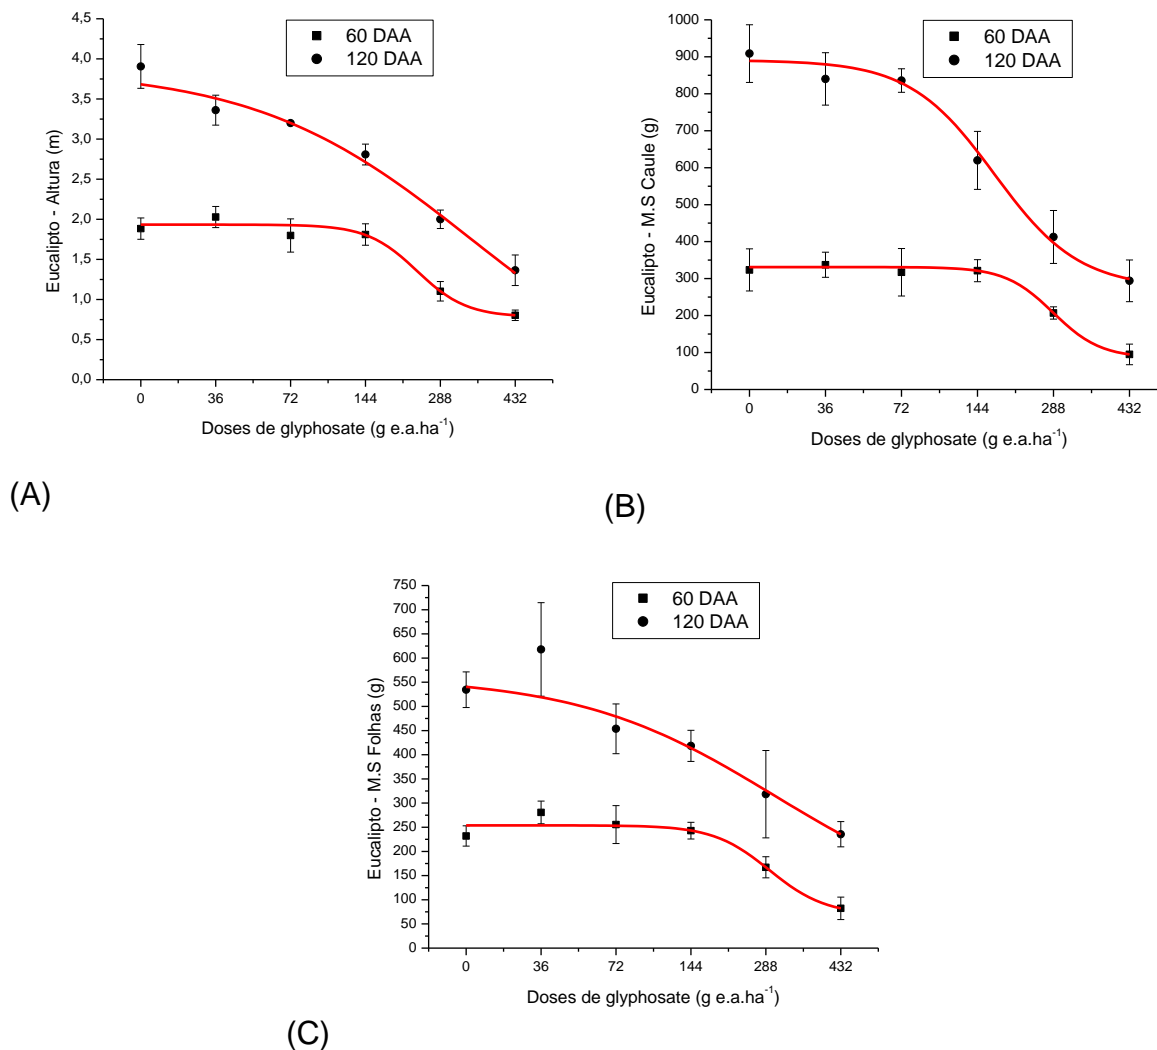 4,5
4,0
3,5
3,0
2,5
2,0
1,5
1,0
0,5
0,0
Eucalipto - Altura (m)
60 DAA
120 DAA
0 36 72 144 288 432
Doses de glyphosate (g e.a.ha⁻¹)
(A)
1000
900
800
700
600
500
400
300
200
100
0
Eucalipto - M.S Caule (g)
60 DAA
120 DAA
0 36 72 144 288 432
Doses de glyphosate (g e.a.ha⁻¹)
(B)
750
700
650
600
550
500
450
400
350
300
250
200
150
100
50
0
Eucalipto - M.S Folhas (g)
60 DAA
120 DAA
0 36 72 144 288 432
Doses de glyphosate (g e.a.ha⁻¹)
(C)